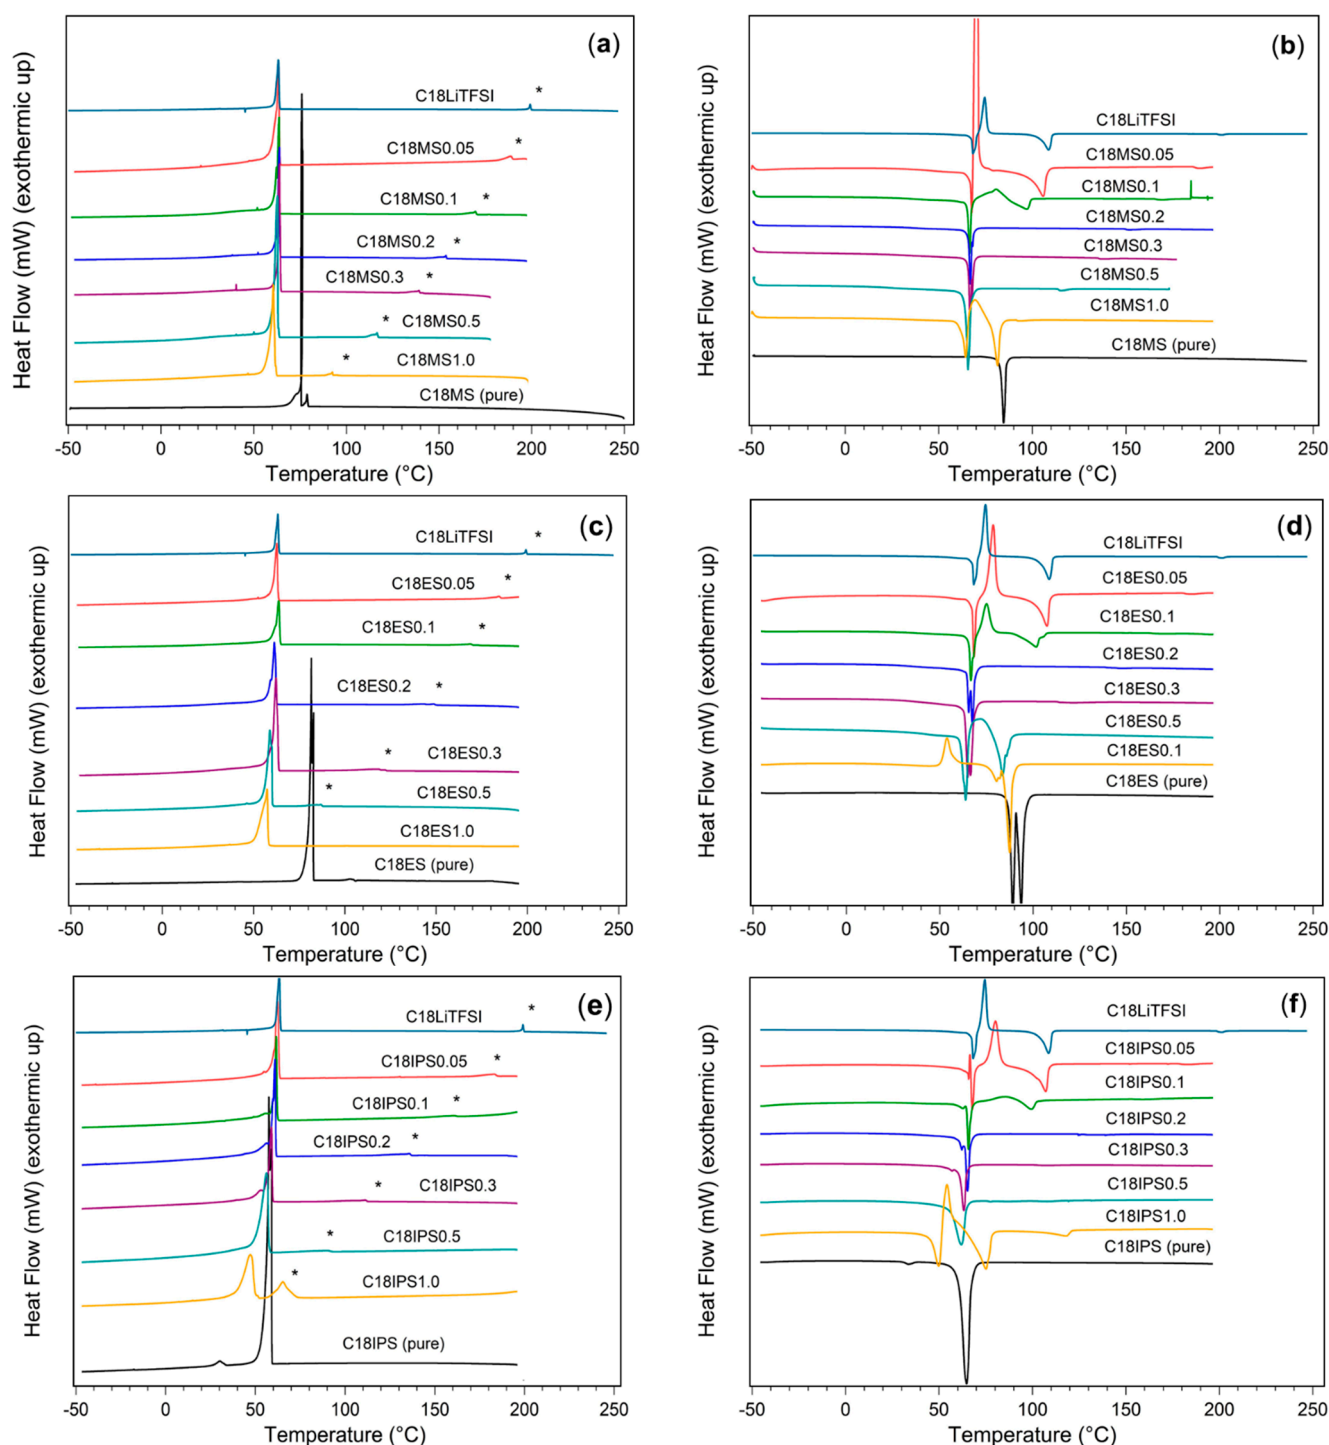 (a)
C18LiTFSI *
C18MS0.05 *
C18MS0.1 *
C18MS0.2 *
C18MS0.3 *
* C18MS0.5
* C18MS1.0
C18MS (pure)
Heat Flow (mW) (exothermic up)
-50 0 50 100 150 200 250
Temperature (°C)
(b)
C18LiTFSI
C18MS0.05
C18MS0.1
C18MS0.2
C18MS0.3
C18MS0.5
C18MS1.0
C18MS (pure)
Heat Flow (mW) (exothermic up)
-50 0 50 100 150 200 250
Temperature (°C)
(c)
C18LiTFSI *
C18ES0.05 *
C18ES0.1 *
C18ES0.2 *
* C18ES0.3
* C18ES0.5
C18ES1.0
C18ES (pure)
Heat Flow (mW) (exothermic up)
-50 0 50 100 150 200 250
Temperature (°C)
(d)
C18LiTFSI
C18ES0.05
C18ES0.1
C18ES0.2
C18ES0.3
C18ES0.5
C18ES0.1
C18ES (pure)
Heat Flow (mW) (exothermic up)
-50 0 50 100 150 200 250
Temperature (°C)
(e)
C18LiTFSI *
C18IPS0.05 *
C18IPS0.1 *
C18IPS0.2 *
* C18IPS0.3
* C18IPS0.5
* C18IPS1.0
C18IPS (pure)
Heat Flow (mW) (exothermic up)
-50 0 50 100 150 200 250
Temperature (°C)
(f)
C18LiTFSI
C18IPS0.05
C18IPS0.1
C18IPS0.2
C18IPS0.3
C18IPS0.5
C18IPS1.0
C18IPS (pure)
Heat Flow (mW) (exothermic up)
-50 0 50 100 150 200 250
Temperature (°C)